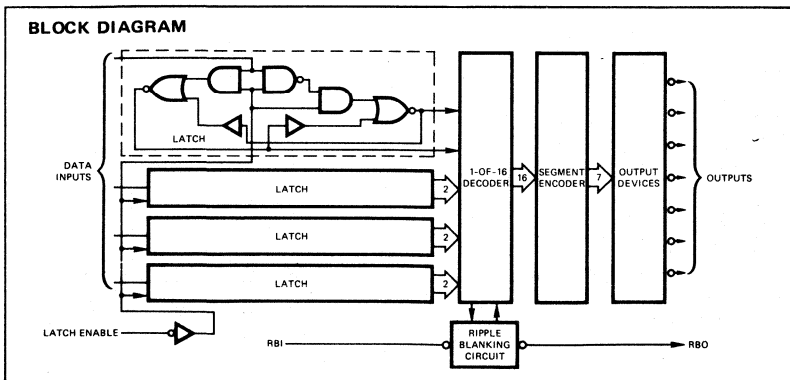 BLOCK DIAGRAM
LATCH
DATA
INPUTS
LATCH
2
LATCH
2
LATCH
2
1-OF-16
DECODER
16
SEGMENT
ENCODER
7
OUTPUT
DEVICES
OUTPUTS
LATCH ENABLE
RBI
RIPPLE
BLANKING
CIRCUIT
RBO